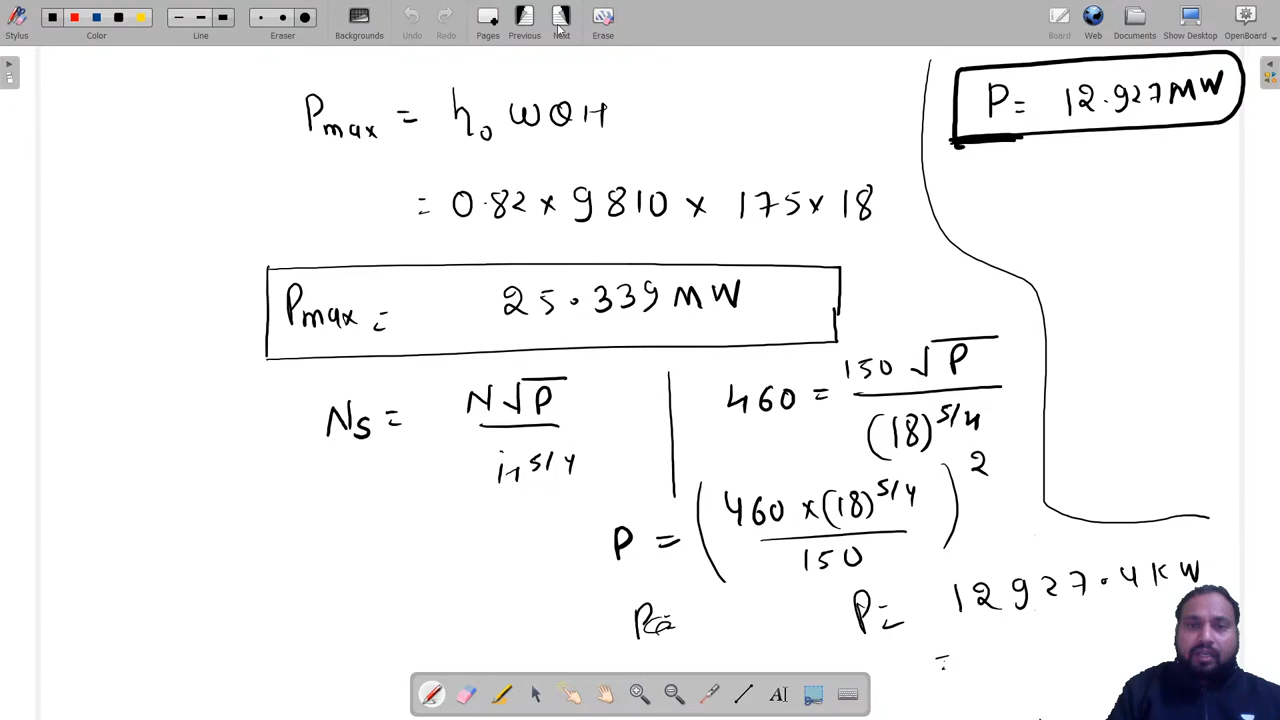 Stylus
Color
Line
Eraser
Backgrounds
Undo
Redo
Pages
Previous
Next
Erase
Board
Web
Documents
Show Desktop
OpenBoard
Pmax = η₀ WQH
= 0.82 × 9810 × 175 × 18
Pmax = 25.339 MW
P = 12.927 MW
Ns = N√P / H^5/4
460 = 150 √P / (18)^5/4
P = (460 × (18)^5/4 / 150)^2
P = 12927.4 KW
=
AI